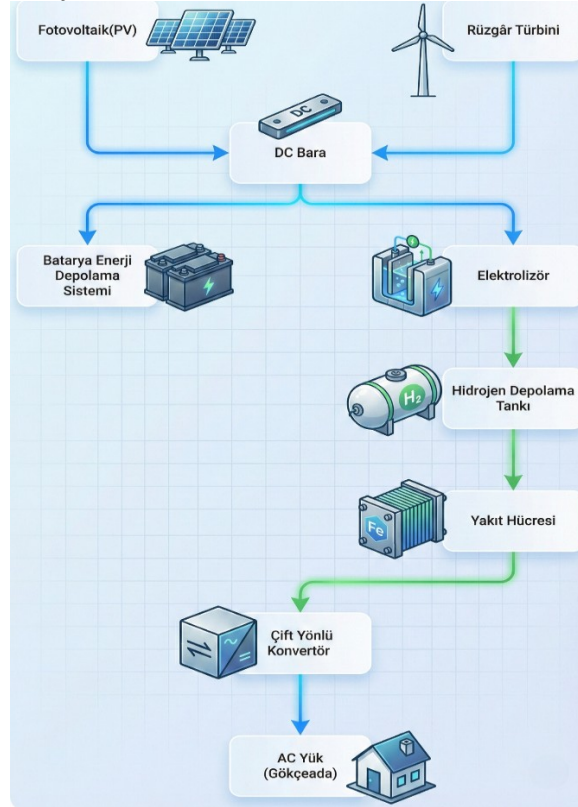 Fotovoltaik(PV)
Rüzgâr Türbini
DC
DC Bara
Batarya Enerji
Depolama
Sistemi
Elektrolizör
H₂
Hidrojen Depolama
Tankı
Fe
Yakıt Hücresi
Çift Yönlü
Konvertör
AC Yük
(Gökçeada)